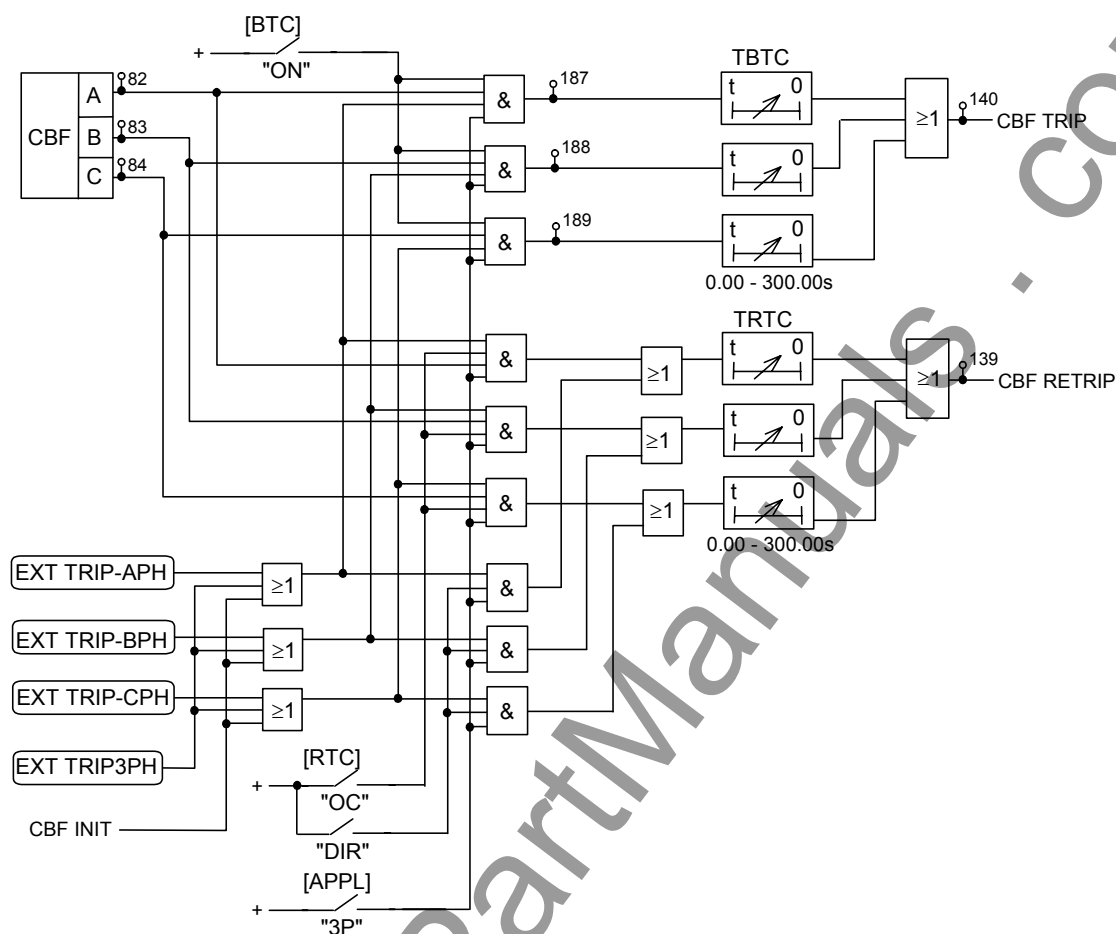 [BTC]
+
"ON"
TBTC
CBF
A
82
B
83
C
84
&
187
t 0
≥1
140
CBF TRIP
&
188
t 0
&
189
t 0
0.00 - 300.00s
TRTC
&
≥1
t 0
≥1
139
CBF RETRIP
&
≥1
t 0
&
≥1
t 0
0.00 - 300.00s
EXT TRIP-APH
≥1
&
EXT TRIP-BPH
≥1
&
EXT TRIP-CPH
≥1
&
EXT TRIP3PH
[RTC]
+
"OC"
CBF INIT
"DIR"
[APPL]
+
"3P"
PartManuals . co